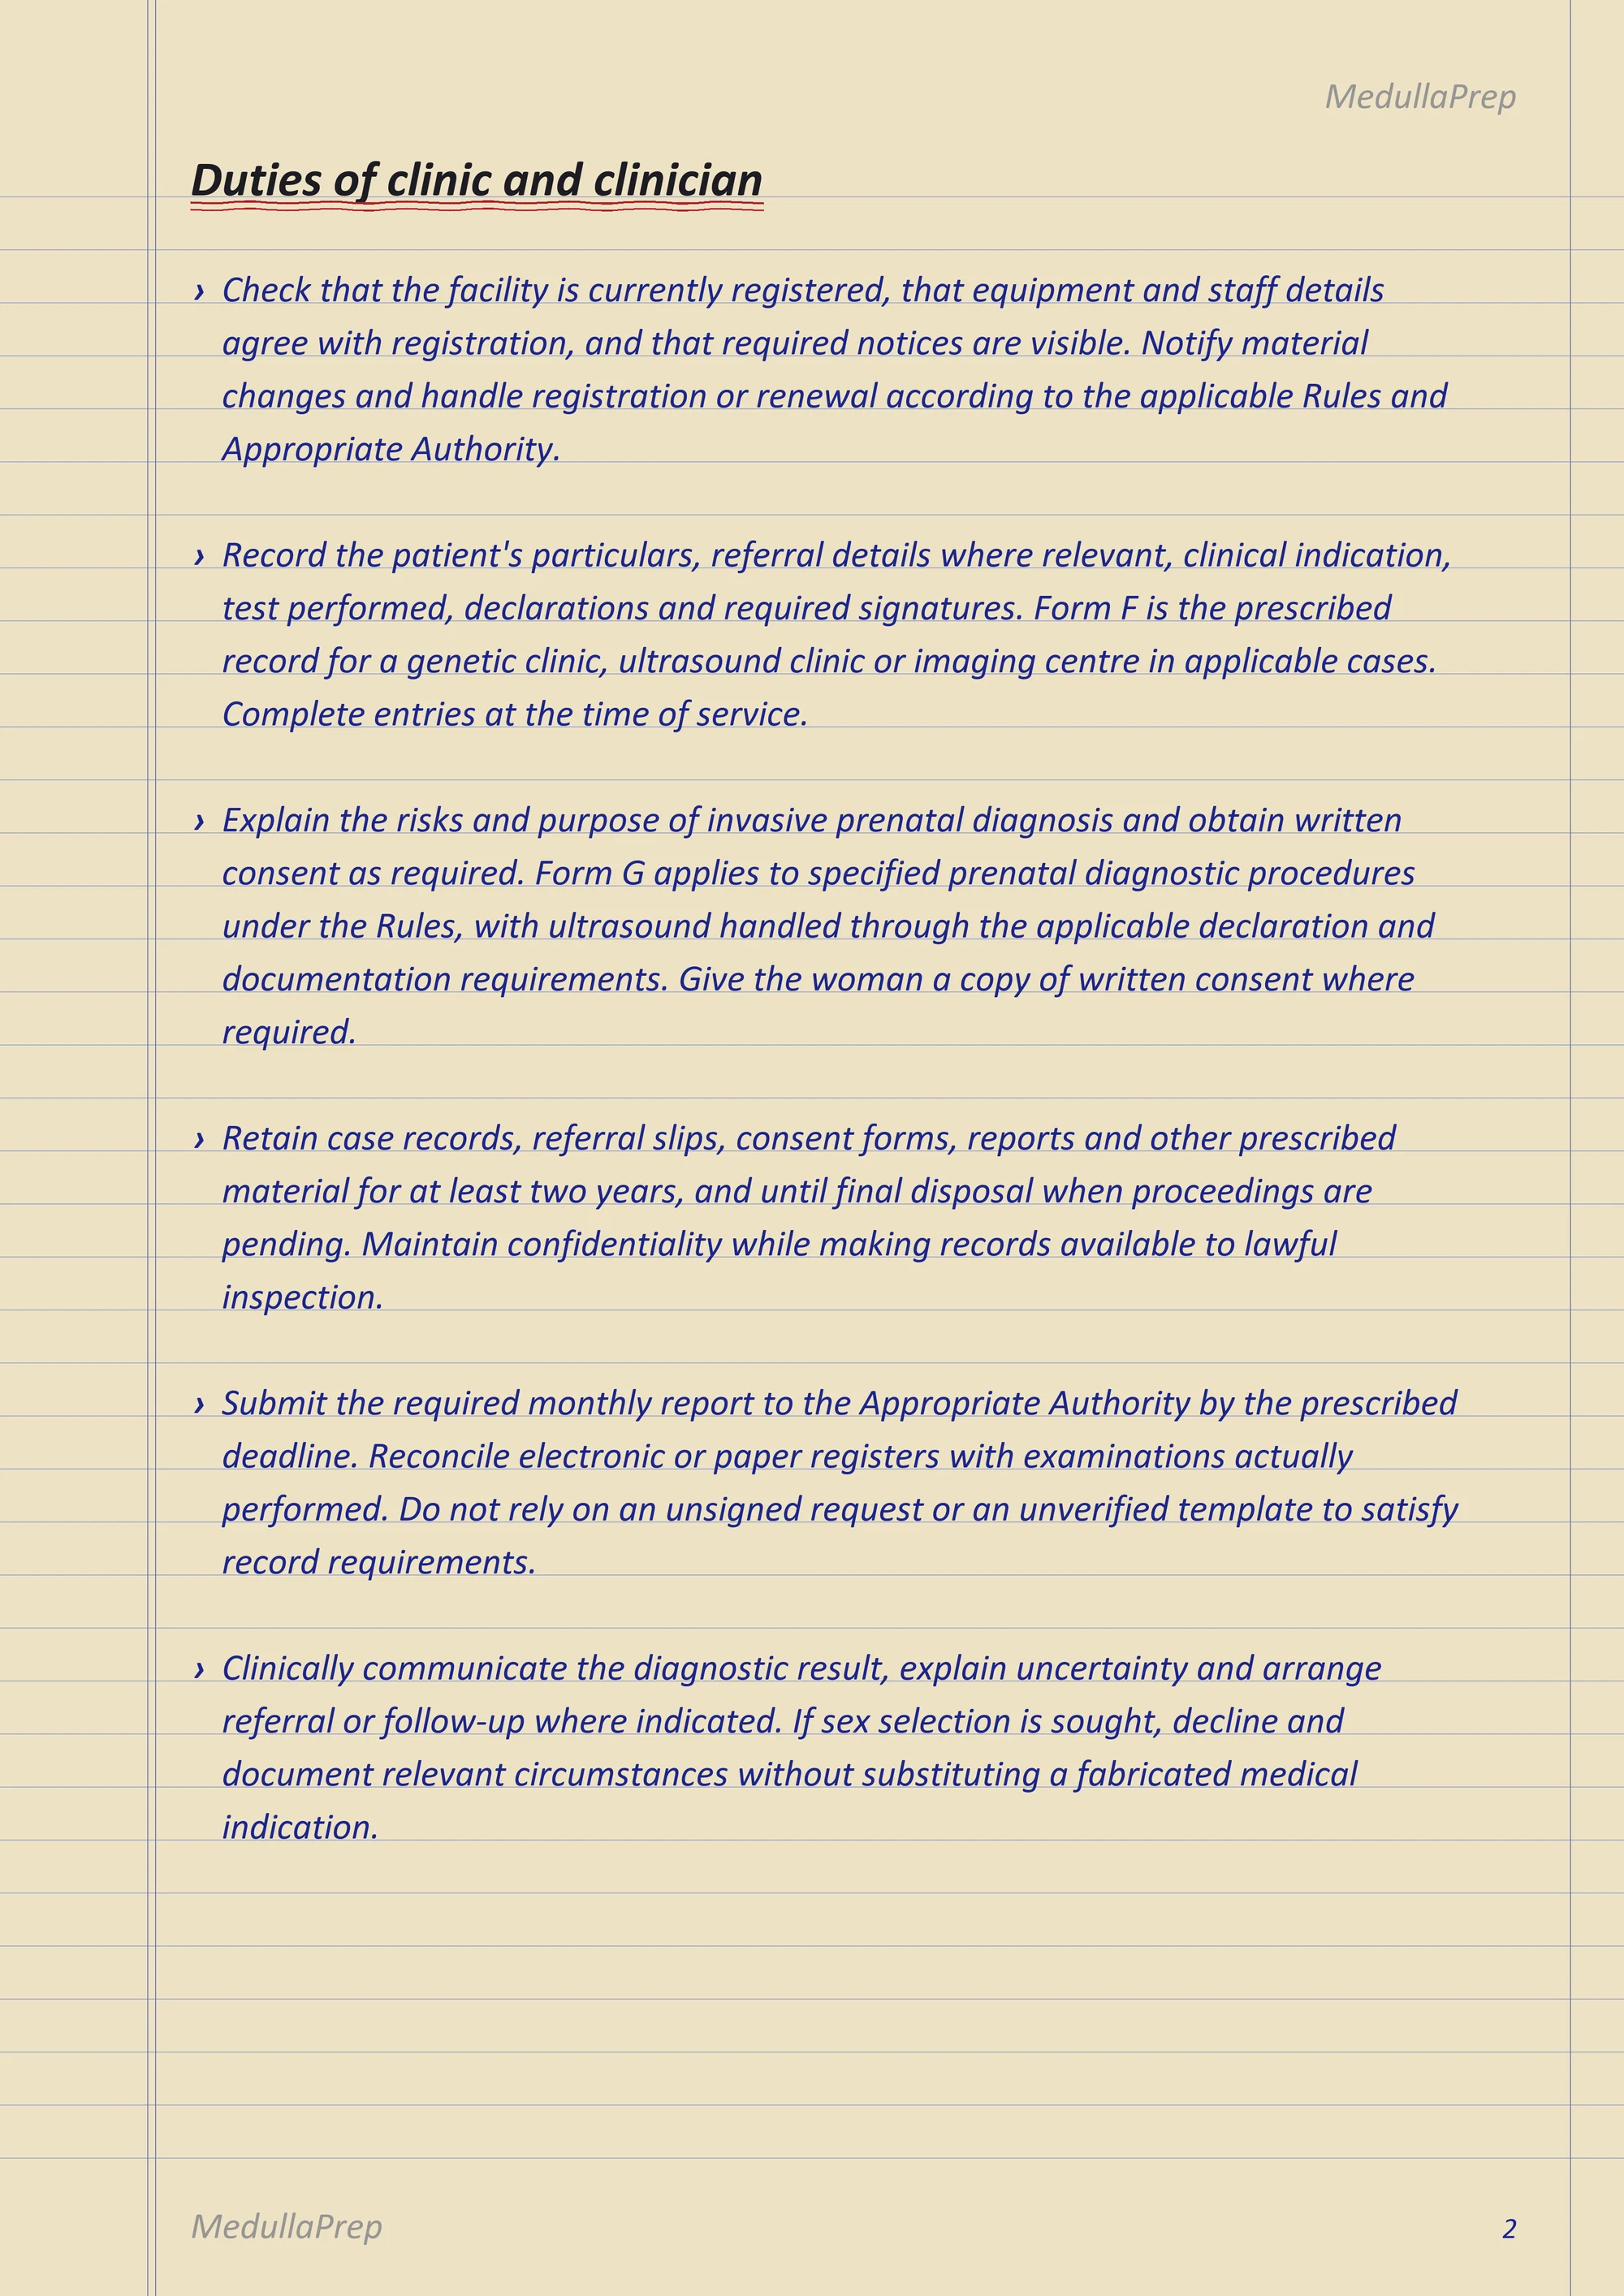 MedullaPrep
Duties of clinic and clinician
› Check that the facility is currently registered, that equipment and staff details
agree with registration, and that required notices are visible. Notify material
changes and handle registration or renewal according to the applicable Rules and
Appropriate Authority.
› Record the patient's particulars, referral details where relevant, clinical indication,
test performed, declarations and required signatures. Form F is the prescribed
record for a genetic clinic, ultrasound clinic or imaging centre in applicable cases.
Complete entries at the time of service.
› Explain the risks and purpose of invasive prenatal diagnosis and obtain written
consent as required. Form G applies to specified prenatal diagnostic procedures
under the Rules, with ultrasound handled through the applicable declaration and
documentation requirements. Give the woman a copy of written consent where
required.
› Retain case records, referral slips, consent forms, reports and other prescribed
material for at least two years, and until final disposal when proceedings are
pending. Maintain confidentiality while making records available to lawful
inspection.
› Submit the required monthly report to the Appropriate Authority by the prescribed
deadline. Reconcile electronic or paper registers with examinations actually
performed. Do not rely on an unsigned request or an unverified template to satisfy
record requirements.
› Clinically communicate the diagnostic result, explain uncertainty and arrange
referral or follow-up where indicated. If sex selection is sought, decline and
document relevant circumstances without substituting a fabricated medical
indication.
MedullaPrep
2